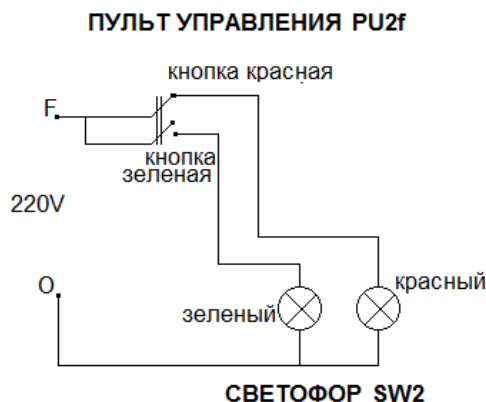 ПУЛЬТ УПРАВЛЕНИЯ PU2f
кнопка красная
F
кнопка
зеленая
220V
O
красный
зеленый
СВЕТОФОР SW2